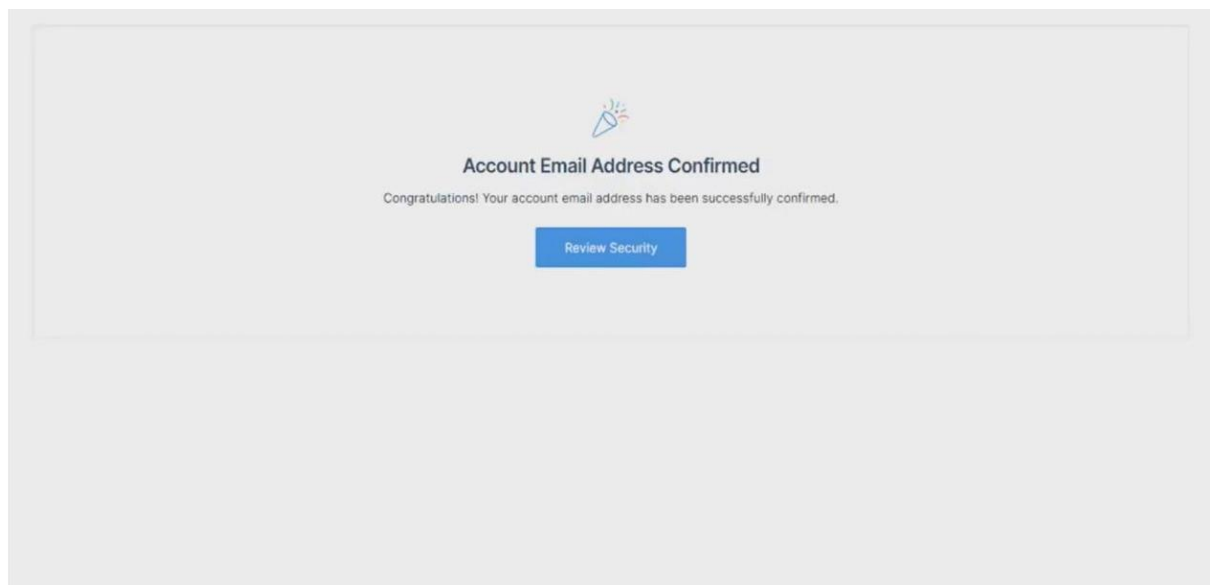 Account Email Address Confirmed
Congratulations! Your account email address has been successfully confirmed.
Review Security